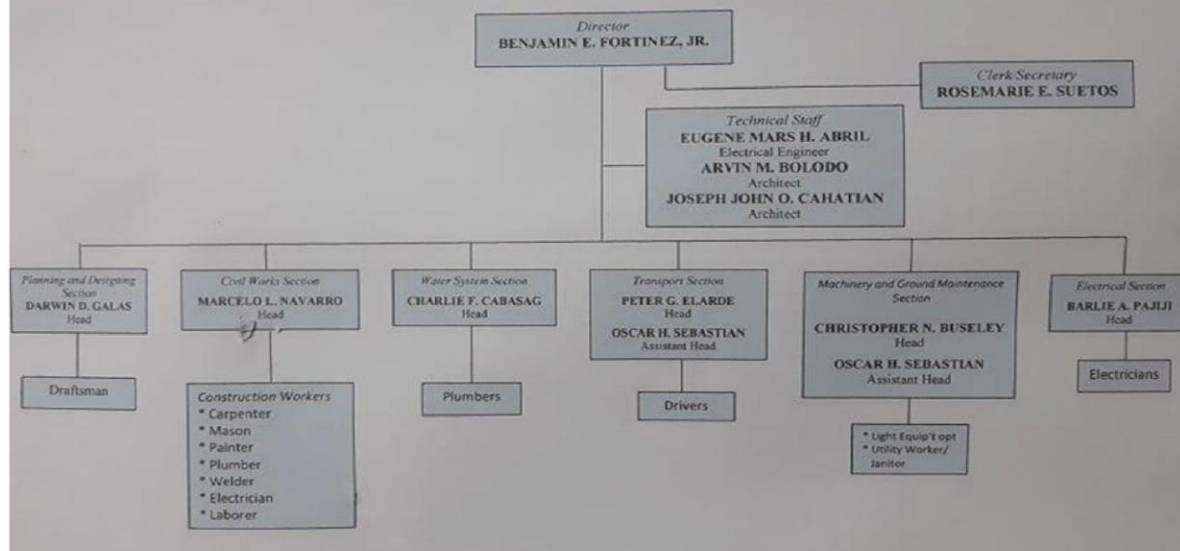 Director
BENJAMIN E. FORTINEZ, JR.
Clerk Secretary
ROSEMARIE E. SUETOS
Technical Staff
EUGENE MARS H. ABRIL
Electrical Engineer
ARVIN M. BOLODO
Architect
JOSEPH JOHN O. CAHATIAN
Architect
Planning and Designing
Section
DARWIN D. GALAS
Head
Draftsman
Civil Works Section
MARCELO L. NAVARRO
Head
Construction Workers
* Carpenter
* Mason
* Painter
* Plumber
* Welder
* Electrician
* Laborer
Water System Section
CHARLIE F. CABASAG
Head
Plumbers
Transport Section
PETER G. ELARDE
Head
OSCAR H. SEBASTIAN
Assistant Head
Drivers
Machinery and Ground Maintenance
Section
CHRISTOPHER N. BUSELEY
Head
OSCAR H. SEBASTIAN
Assistant Head
* Light Equip't opt
* Utility Worker/
Janitor
Electrical Section
BARLIE A. PAJIJI
Head
Electricians